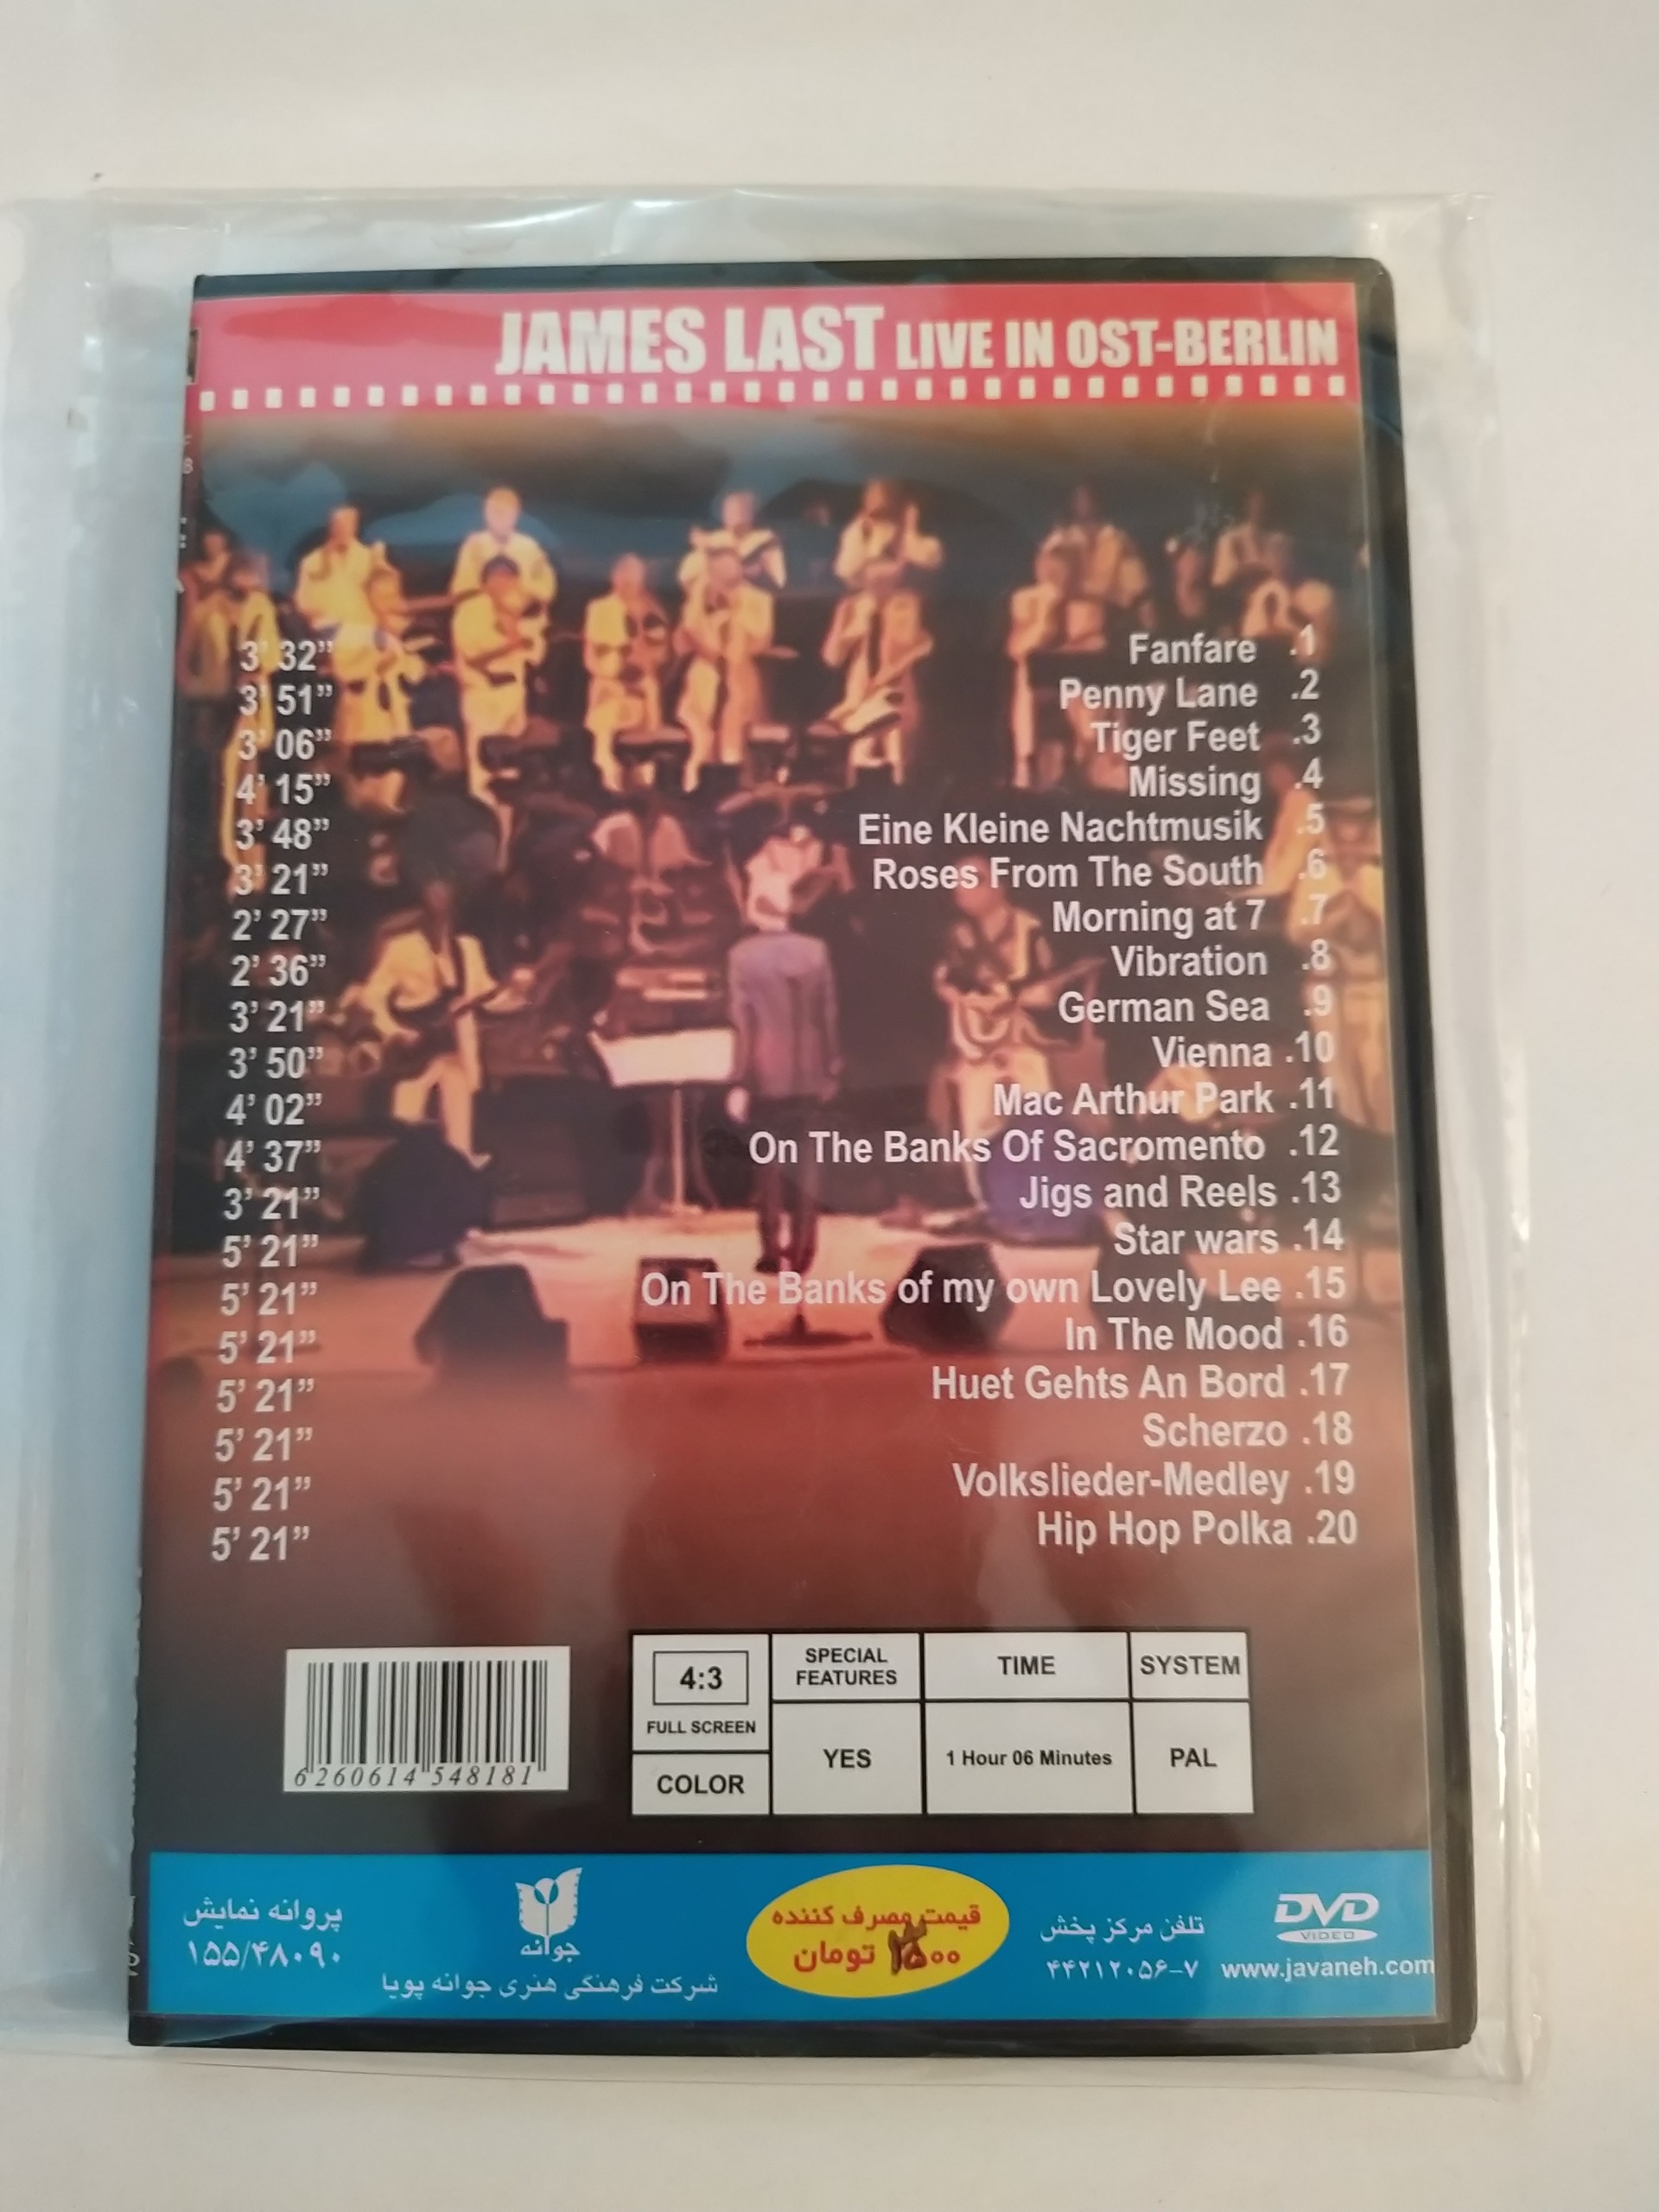 JAMES LAST LIVE IN OST-BERLIN
3' 32” Fanfare .1
3' 51” Penny Lane .2
3' 06” Tiger Feet .3
4' 15” Missing .4
3' 48” Eine Kleine Nachtmusik .5
3' 21” Roses From The South .6
2' 27” Morning at 7 .7
2' 36” Vibration .8
3' 21” German Sea .9
3' 50” Vienna .10
4' 02” Mac Arthur Park .11
4' 37” On The Banks Of Sacromento .12
3' 21” Jigs and Reels .13
5' 21” Star wars .14
5' 21” On The Banks of my own Lovely Lee .15
5' 21” In The Mood .16
5' 21” Huet Gehts An Bord .17
5' 21” Scherzo .18
5' 21” Volkslieder-Medley .19
5' 21” Hip Hop Polka .20
6 260614 548181
4:3
FULL SCREEN
COLOR
SPECIAL FEATURES
YES
TIME
1 Hour 06 Minutes
SYSTEM
PAL
DVD
VIDEO
www.javaneh.com
تلفن مرکز پخش
۴۴۲۱۲۰۵۶-۷
قیمت مصرف کننده
تومان
جوانه
شرکت فرهنگی هنری جوانه پویا
پروانه نمایش
۱۵۵/۴۸۰۹۰